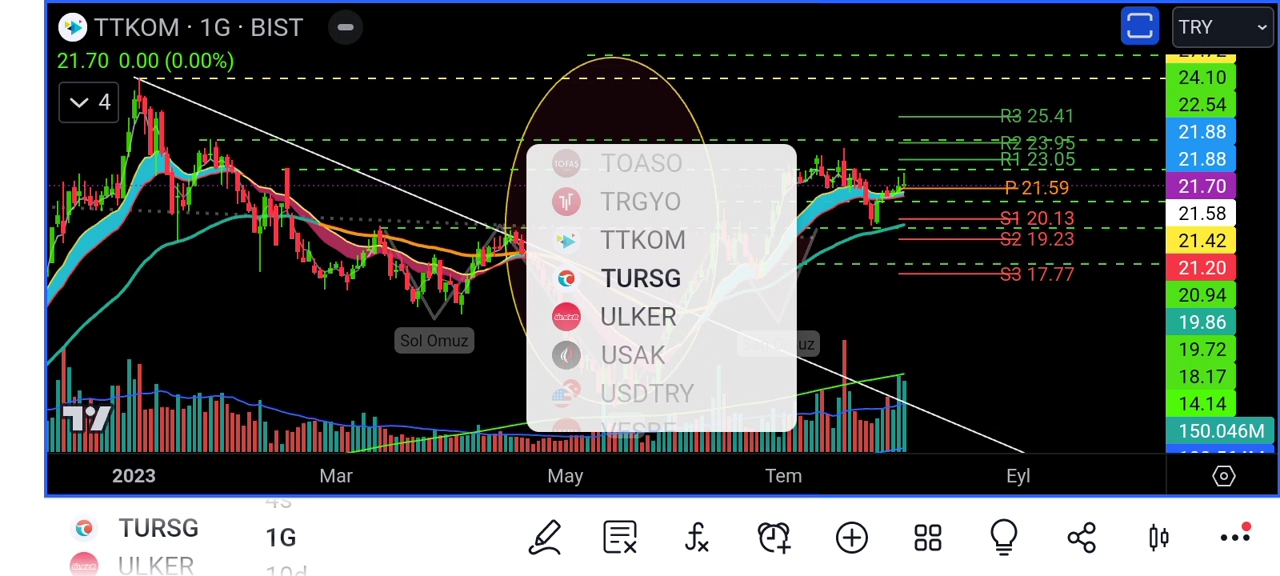 TTKOM · 1G · BIST
TRY
21.70 0.00 (0.00%)
4
24.10
22.54
21.88
21.88
21.70
21.58
21.42
21.20
20.94
19.86
19.72
18.17
14.14
150.046M
R3 25.41
R2 23.95
R1 23.05
P 21.59
S1 20.13
S2 19.23
S3 17.77
Sol Omuz
TOASO
TRGYO
TTKOM
TURSG
ULKER
USAK
USDTRY
VESBE
2023
Mar
May
Tem
Eyl
4s
TURSG
1G
ULKER
10d